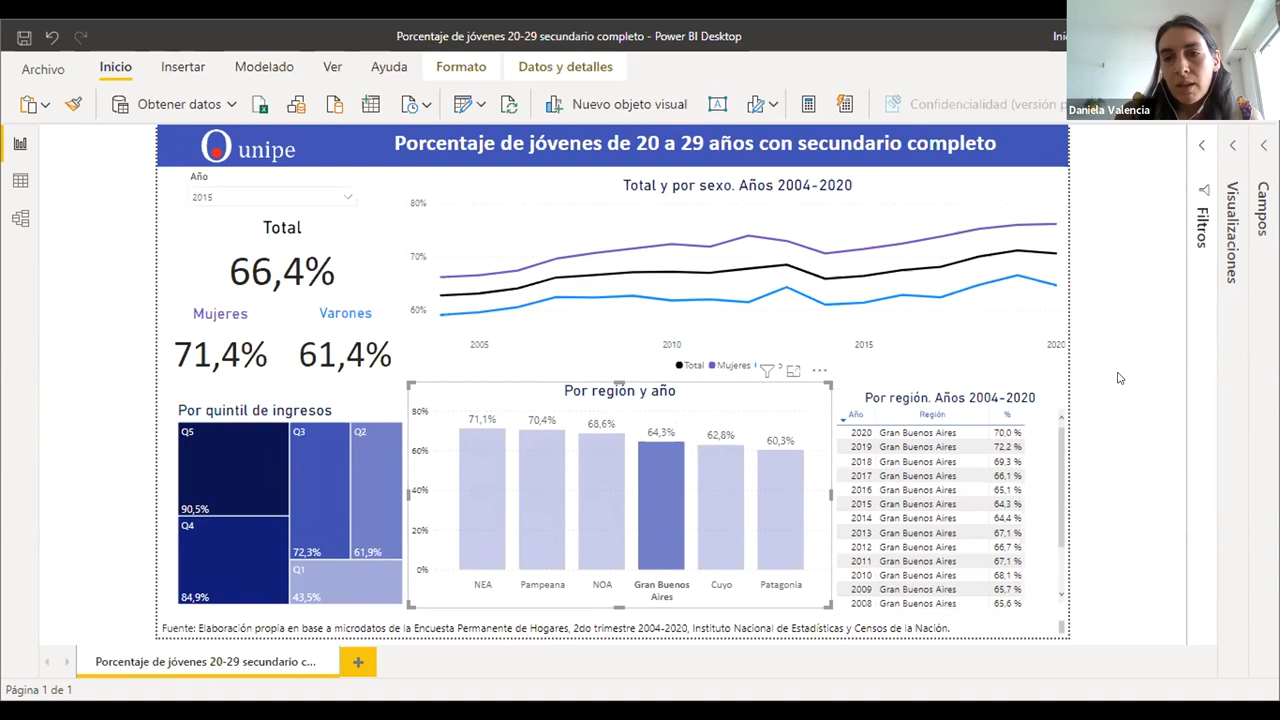 Porcentaje de jóvenes 20-29 secundario completo - Power BI Desktop
Archivo Inicio Insertar Modelado Ver Ayuda Formato Datos y detalles
Obtener datos Nuevo objeto visual Confidencialidad (versión
Daniela Valencia
unipe
Porcentaje de jóvenes de 20 a 29 años con secundario completo
Año
2015
Total
66,4%
Mujeres Varones
71,4% 61,4%
Total y por sexo. Años 2004-2020
80%
70%
60%
2005 2010 2015 2020
Total Mujeres
Por quintil de ingresos
Q5
90,5%
Q4
84,9%
Q3
72,3%
Q2
61,9%
Q1
43,5%
Por región y año
80%
60%
40%
20%
0%
71,1% 70,4% 68,6% 64,3% 62,8% 60,3%
NEA Pampeana NOA Gran Buenos Cuyo Patagonia
Aires
Por región. Años 2004-2020
Año Región %
2020 Gran Buenos Aires 70,0 %
2019 Gran Buenos Aires 72,2 %
2018 Gran Buenos Aires 69,3 %
2017 Gran Buenos Aires 66,1 %
2016 Gran Buenos Aires 65,1 %
2015 Gran Buenos Aires 64,3 %
2014 Gran Buenos Aires 64,4 %
2013 Gran Buenos Aires 67,1 %
2012 Gran Buenos Aires 66,7 %
2011 Gran Buenos Aires 67,1 %
2010 Gran Buenos Aires 68,1 %
2009 Gran Buenos Aires 65,7 %
2008 Gran Buenos Aires 65,6 %
Fuente: Elaboración propia en base a microdatos de la Encuesta Permanente de Hogares, 2do trimestre 2004-2020, Instituto Nacional de Estadísticas y Censos de la Nación.
Filtros
Visualizaciones
Campos
Porcentaje de jóvenes 20-29 secundario c...
Página 1 de 1